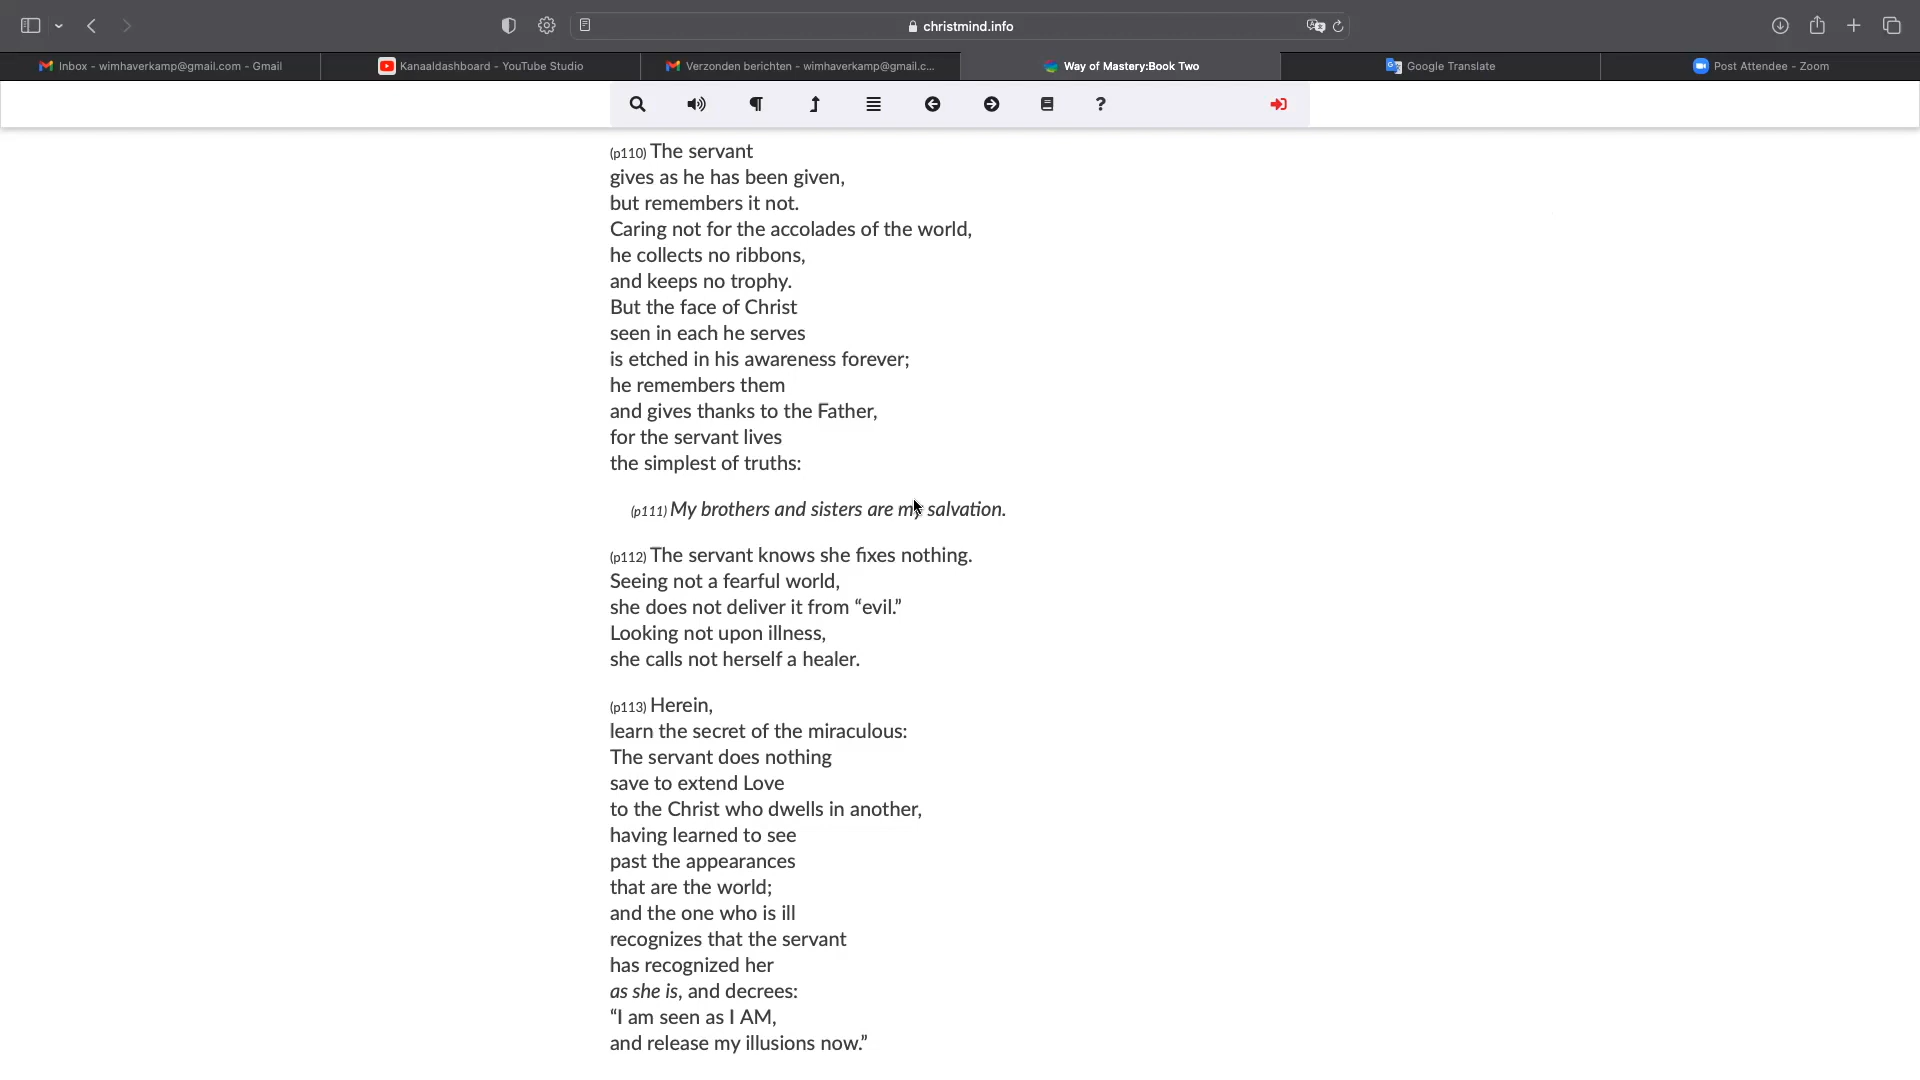 christmind.info
Inbox - wimhaverkamp@gmail.com - Gmail
Kanaaldashboard - YouTube Studio
Verzonden berichten - wimhaverkamp@gmail.c...
Way of Mastery:Book Two
Google Translate
Post Attendee - Zoom
(p110) The servant
gives as he has been given,
but remembers it not.
Caring not for the accolades of the world,
he collects no ribbons,
and keeps no trophy.
But the face of Christ
seen in each he serves
is etched in his awareness forever;
he remembers them
and gives thanks to the Father,
for the servant lives
the simplest of truths:
(p111) My brothers and sisters are my salvation.
(p112) The servant knows she fixes nothing.
Seeing not a fearful world,
she does not deliver it from “evil.”
Looking not upon illness,
she calls not herself a healer.
(p113) Herein,
learn the secret of the miraculous:
The servant does nothing
save to extend Love
to the Christ who dwells in another,
having learned to see
past the appearances
that are the world;
and the one who is ill
recognizes that the servant
has recognized her
as she is, and decrees:
“I am seen as I AM,
and release my illusions now.”